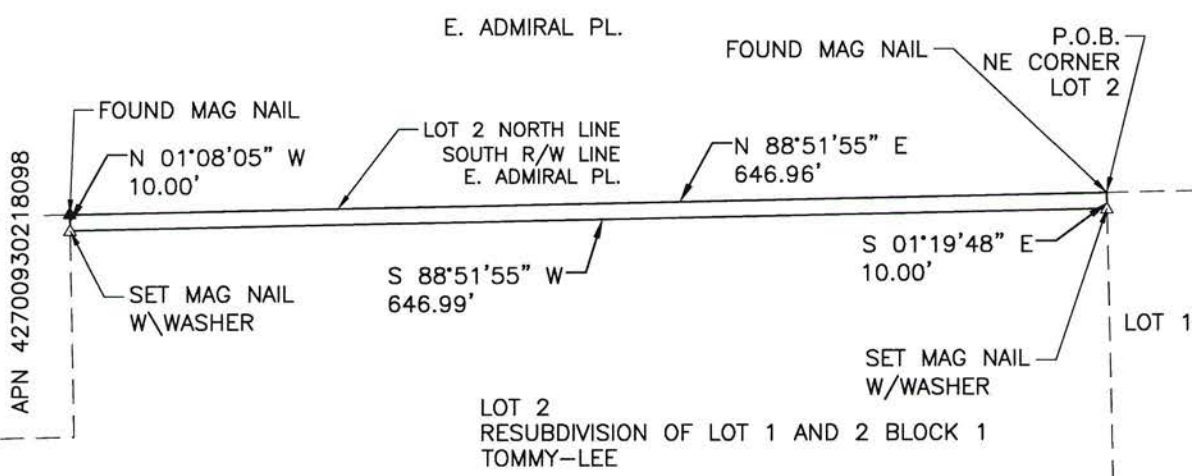 E. ADMIRAL PL.
FOUND MAG NAIL
P.O.B.
NE CORNER
LOT 2
FOUND MAG NAIL
N 01°08'05" W
10.00'
LOT 2 NORTH LINE
SOUTH R/W LINE
E. ADMIRAL PL.
N 88°51'55" E
646.96'
APN 42700930218098
S 88°51'55" W
646.99'
S 01°19'48" E
10.00'
SET MAG NAIL
W\WASHER
LOT 1
SET MAG NAIL
W/WASHER
LOT 2
RESUBDIVISION OF LOT 1 AND 2 BLOCK 1
TOMMY-LEE